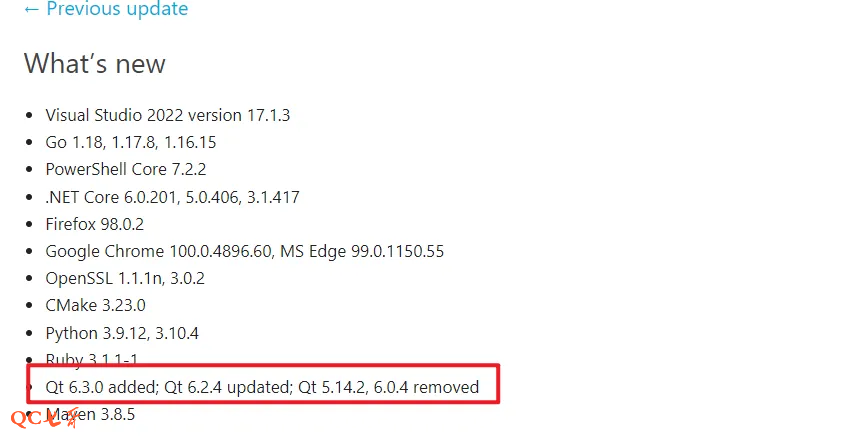 ← Previous update
What’s new
Visual Studio 2022 version 17.1.3
Go 1.18, 1.17.8, 1.16.15
PowerShell Core 7.2.2
.NET Core 6.0.201, 5.0.406, 3.1.417
Firefox 98.0.2
Google Chrome 100.0.4896.60, MS Edge 99.0.1150.55
OpenSSL 1.1.1n, 3.0.2
CMake 3.23.0
Python 3.9.12, 3.10.4
Ruby 3.1.1-1
Qt 6.3.0 added; Qt 6.2.4 updated; Qt 5.14.2, 6.0.4 removed
Maven 3.8.5